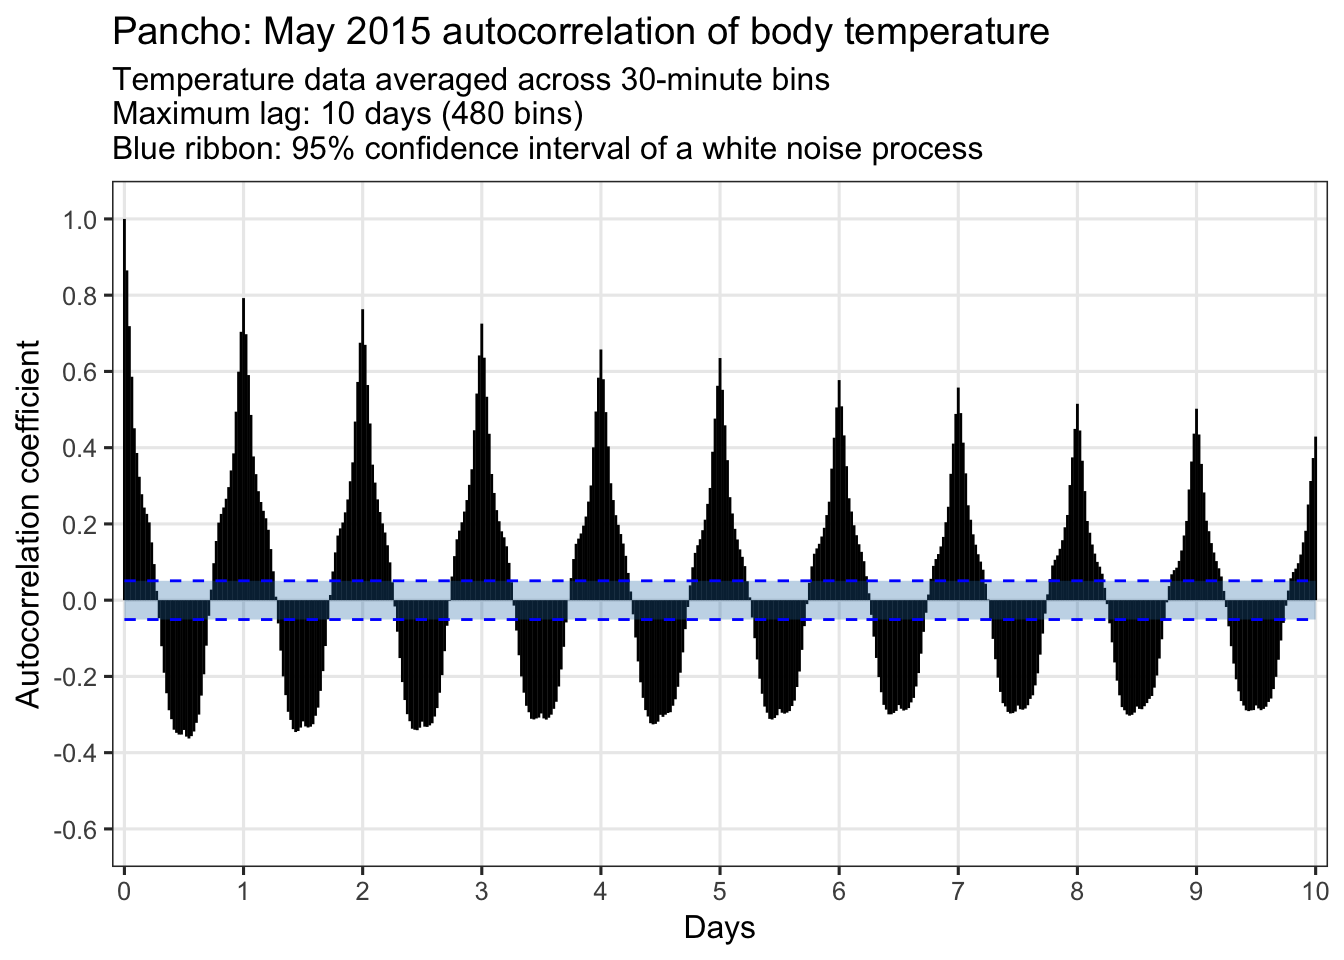 Pancho: May 2015 autocorrelation of body temperature
Temperature data averaged across 30-minute bins
Maximum lag: 10 days (480 bins)
Blue ribbon: 95% confidence interval of a white noise process
Autocorrelation coefficient
1.0
0.8
0.6
0.4
0.2
0.0
-0.2
-0.4
-0.6
0 1 2 3 4 5 6 7 8 9 10
Days